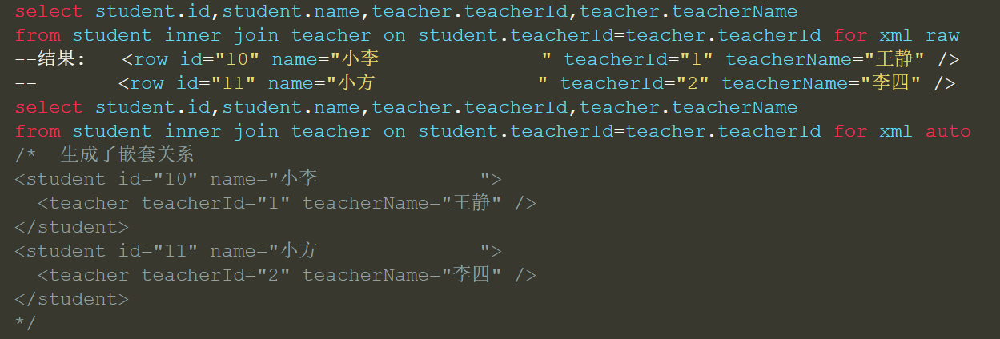 select student.id,student.name,teacher.teacherId,teacher.teacherName
from student inner join teacher on student.teacherId=teacher.teacherId for xml raw
--结果:   <row id="10" name="小李              " teacherId="1" teacherName="王静" />
--       <row id="11" name="小方              " teacherId="2" teacherName="李四" />
select student.id,student.name,teacher.teacherId,teacher.teacherName
from student inner join teacher on student.teacherId=teacher.teacherId for xml auto
/*  生成了嵌套关系
<student id="10" name="小李              ">
  <teacher teacherId="1" teacherName="王静" />
</student>
<student id="11" name="小方              ">
  <teacher teacherId="2" teacherName="李四" />
</student>
*/